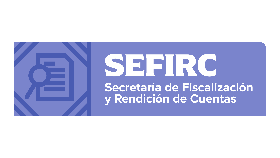 SEFIRC
Secretaría de Fiscalización
y Rendición de Cuentas